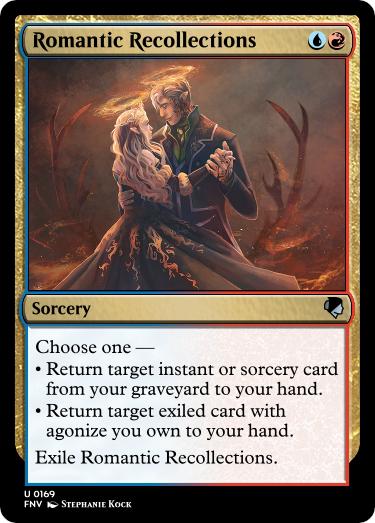 Romantic Recollections
Sorcery
Choose one —
• Return target instant or sorcery card
from your graveyard to your hand.
• Return target exiled card with
agonize you own to your hand.
Exile Romantic Recollections.
U 0169
FNV Stephanie Kock